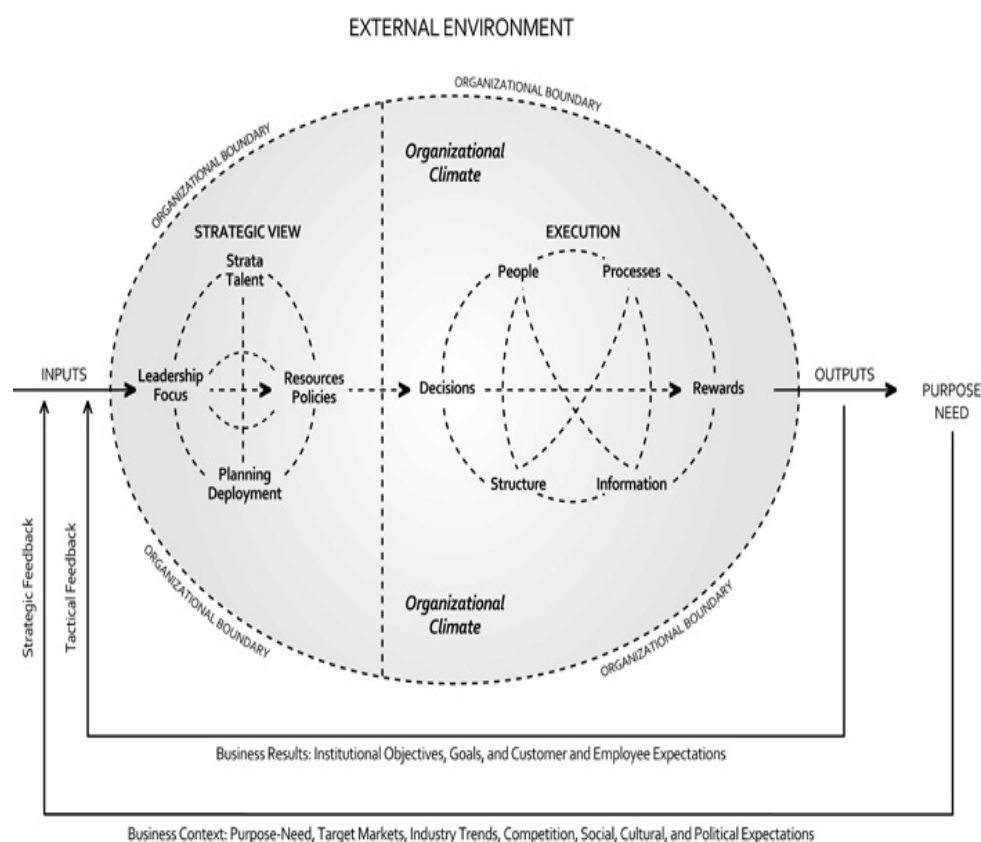 EXTERNAL ENVIRONMENT
ORGANIZATIONAL BOUNDARY
ORGANIZATIONAL BOUNDARY
Organizational
Climate
STRATEGIC VIEW
EXECUTION
Strata
Talent
People
Processes
INPUTS
Leadership
Focus
Resources
Policies
Decisions
Rewards
OUTPUTS
PURPOSE
NEED
Planning
Deployment
Structure
Information
Strategic Feedback
Tactical Feedback
ORGANIZATIONAL BOUNDARY
Organizational
Climate
ORGANIZATIONAL BOUNDARY
Business Results: Institutional Objectives, Goals, and Customer and Employee Expectations
Business Context: Purpose-Need, Target Markets, Industry Trends, Competition, Social, Cultural, and Political Expectations